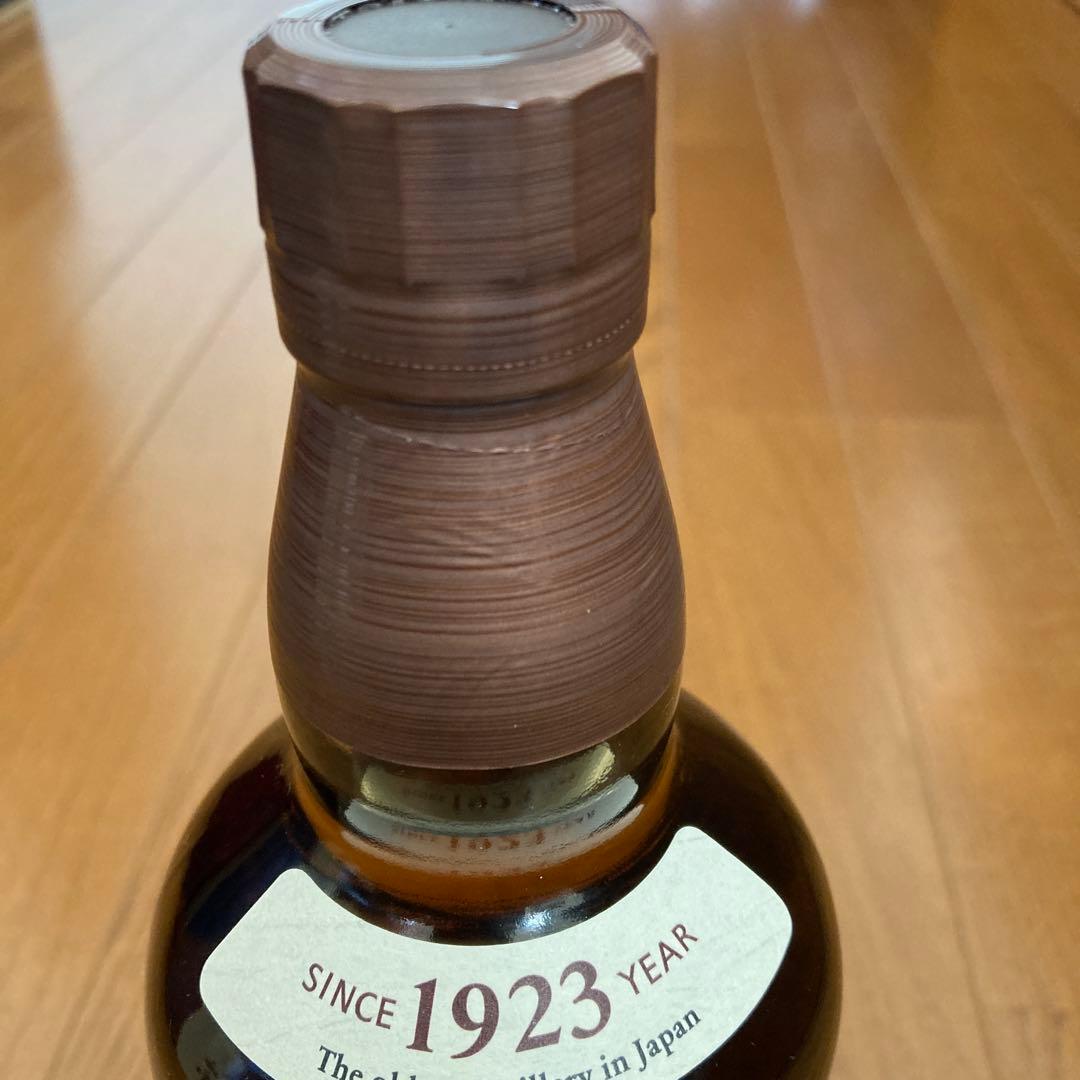 SINCE 1923 YEAR
The in Japan